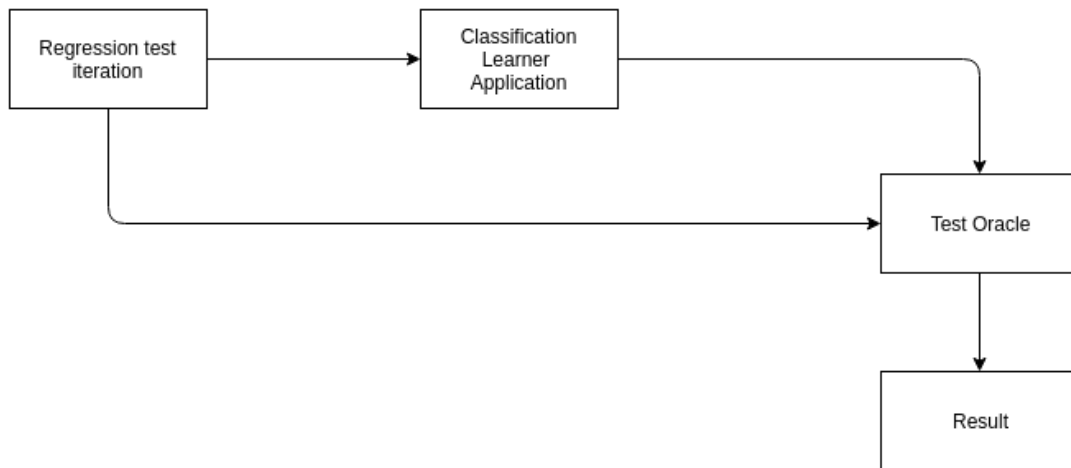 Regression test
iteration
Classification
Learner
Application
Test Oracle
Result